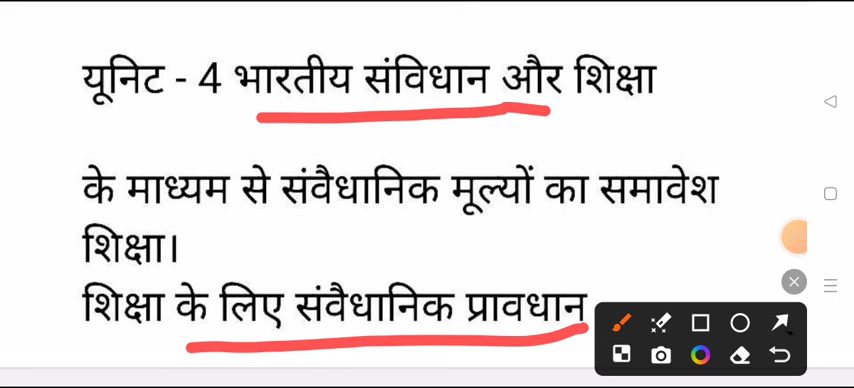 यूनिट - 4 भारतीय संविधान और शिक्षा
के माध्यम से संवैधानिक मूल्यों का समावेश
शिक्षा।
शिक्षा के लिए संवैधानिक प्रावधान